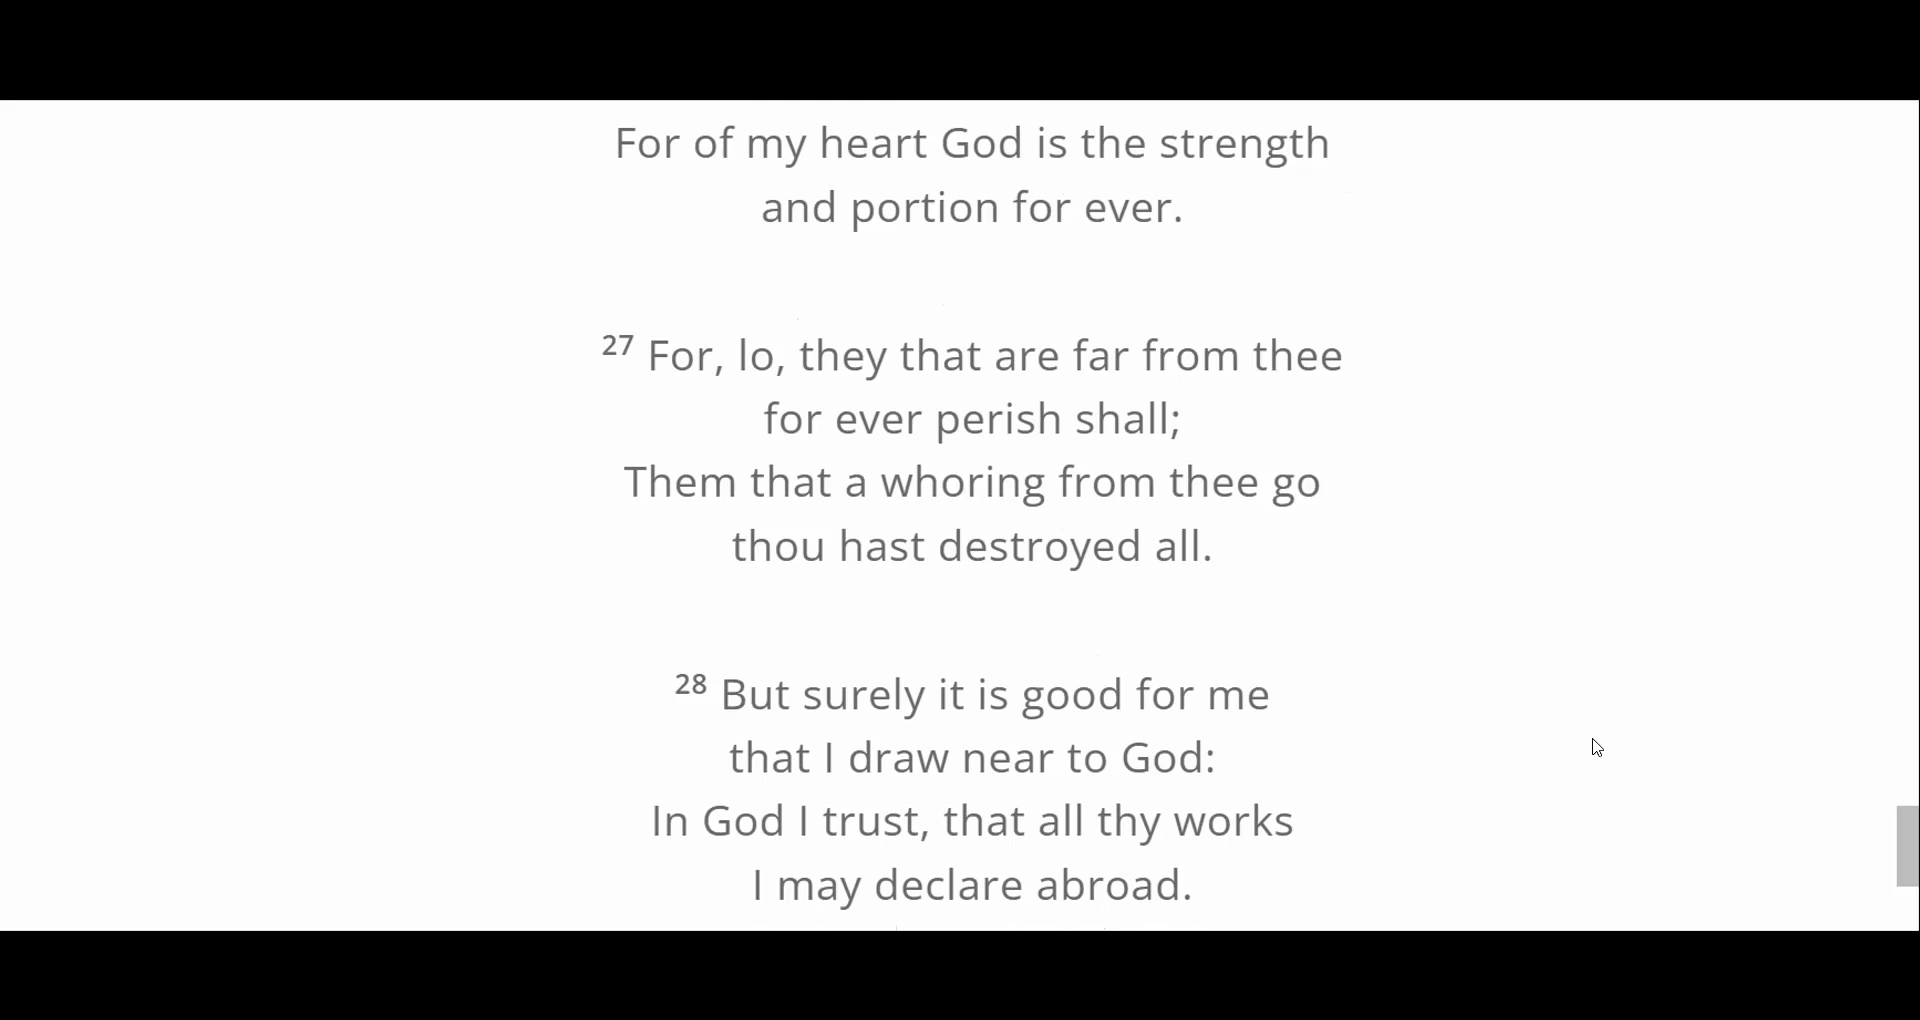 For of my heart God is the strength
and portion for ever.
27 For, lo, they that are far from thee
for ever perish shall;
Them that a whoring from thee go
thou hast destroyed all.
28 But surely it is good for me
that I draw near to God:
In God I trust, that all thy works
I may declare abroad.